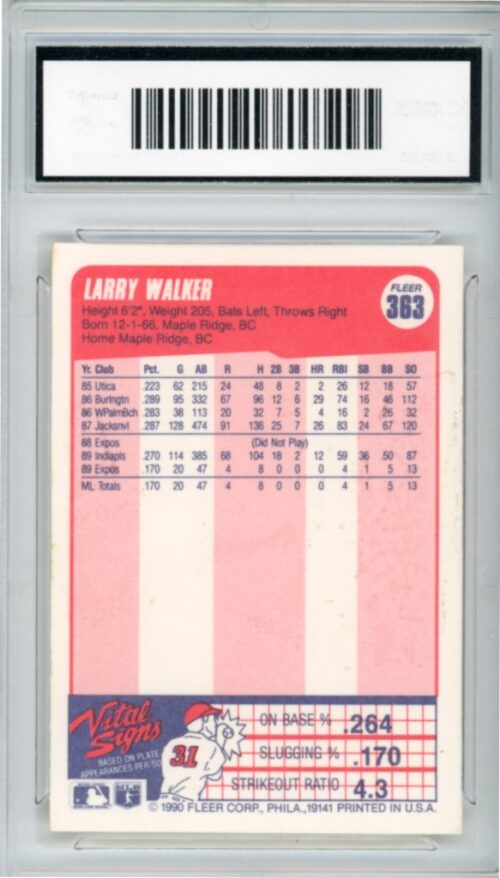 LARRY WALKER
FLEER
363
Height 6'2", Weight 205, Bats Left, Throws Right
Born 12-1-66, Maple Ridge, BC
Home Maple Ridge, BC
Yr. Club Pct. G AB R H 2B 3B HR RBI SB BB SO
85 Utica .223 62 215 24 48 8 2 2 26 12 18 57
86 Burlngtn .289 95 332 67 96 12 6 29 74 16 46 112
86 WPalmBch .283 38 113 20 32 7 5 4 16 2 26 32
87 Jacksnvl .287 128 474 91 136 25 7 26 83 24 67 120
88 Expos (Did Not Play)
89 Indiapls .270 114 385 68 104 18 2 12 59 36 50 87
89 Expos .170 20 47 4 8 0 0 0 4 1 5 13
ML Totals .170 20 47 4 8 0 0 0 4 1 5 13
Vital Signs
BASED ON PLATE
APPEARANCES PER/50
31
ON BASE % .264
SLUGGING % .170
STRIKEOUT RATIO 4.3
© 1990 FLEER CORP., PHILA., 19141 PRINTED IN U.S.A.